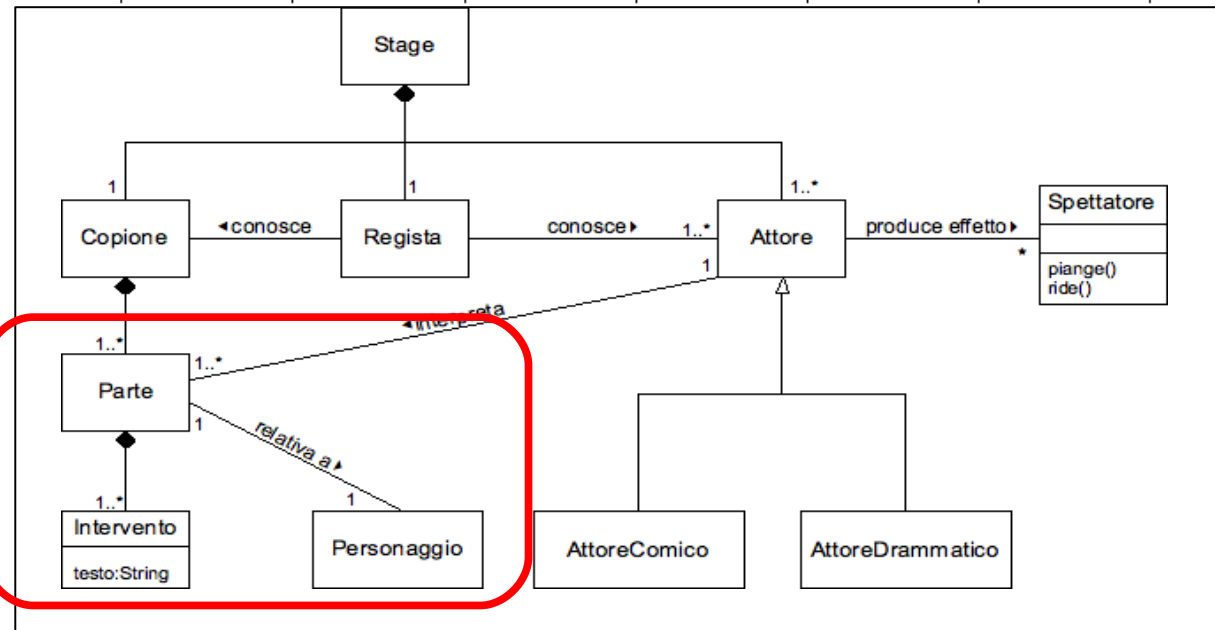 Stage
1
1
1..*
Copione
◂conosce
Regista
conosce▸
1..*
Attore
1
produce effetto▸
*
Spettatore
piange()
ride()
◂interpreta
1..*
1..*
Parte
1
relativa a▸
1
1..*
Intervento
testo:String
Personaggio
AttoreComico
AttoreDrammatico